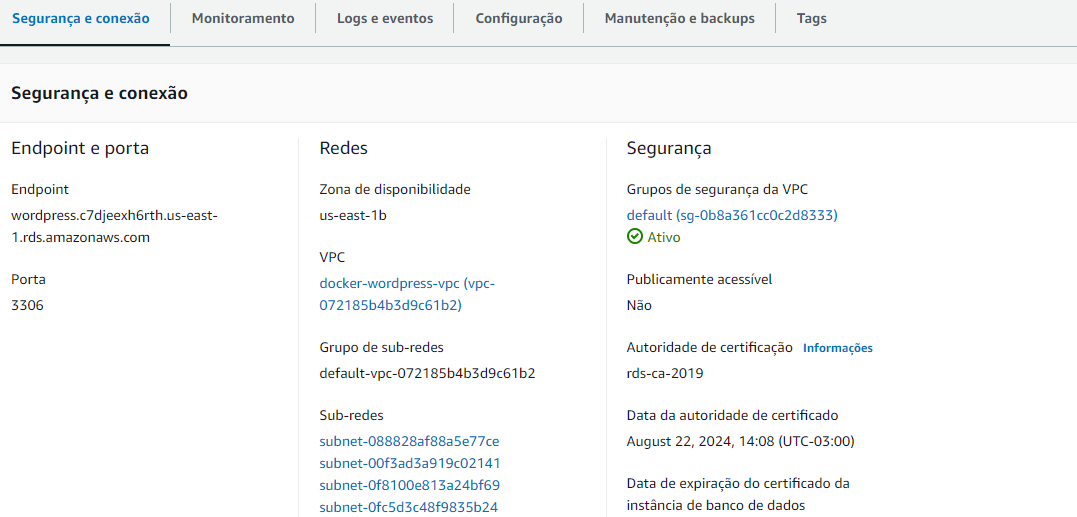 Segurança e conexão
Monitoramento
Logs e eventos
Configuração
Manutenção e backups
Tags
Segurança e conexão
Endpoint e porta
Endpoint
wordpress.c7djeexh6rth.us-east-
1.rds.amazonaws.com
Porta
3306
Redes
Zona de disponibilidade
us-east-1b
VPC
docker-wordpress-vpc (vpc-
072185b4b3d9c61b2)
Grupo de sub-redes
default-vpc-072185b4b3d9c61b2
Sub-redes
subnet-088828af88a5e77ce
subnet-00f3ad3a919c02141
subnet-0f8100e813a24bf69
subnet-0fc5d3c48f9835b24
Segurança
Grupos de segurança da VPC
default (sg-0b8a361cc0c2d8333)
Ativo
Publicamente acessível
Não
Autoridade de certificação Informações
rds-ca-2019
Data da autoridade de certificado
August 22, 2024, 14:08 (UTC-03:00)
Data de expiração do certificado da
instância de banco de dados